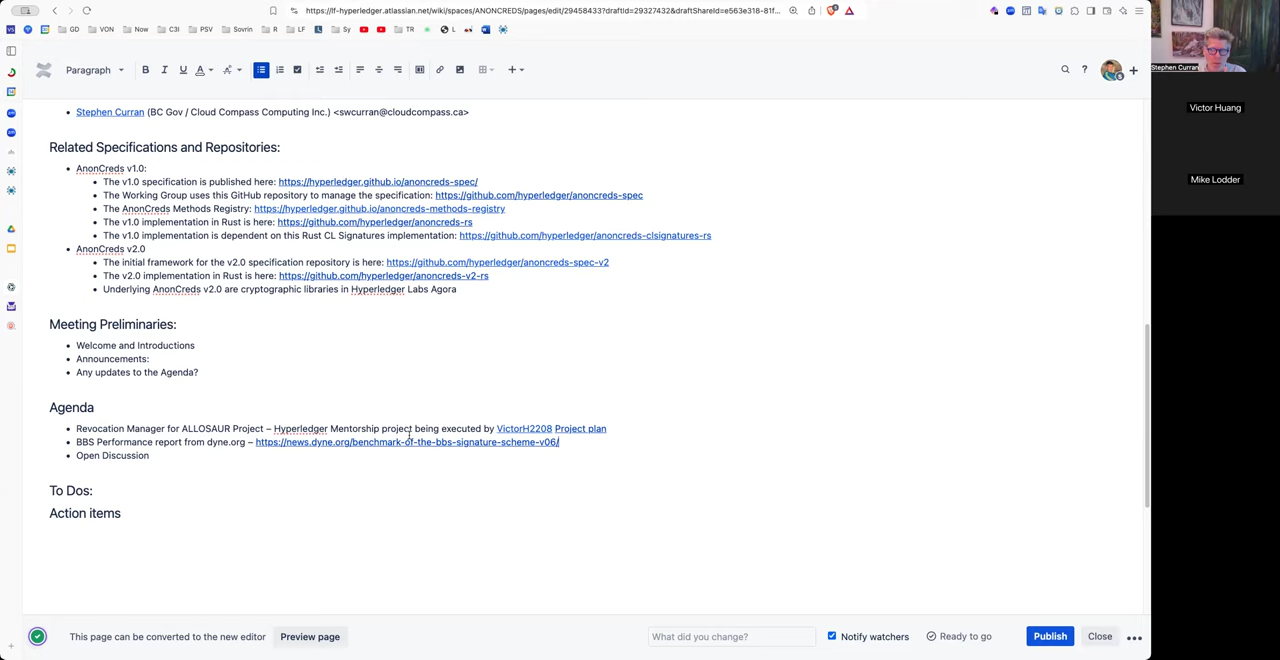 https://lf-hyperledger.atlassian.net/wiki/spaces/ANONCREDS/pages/edit/29458433?draftId=29327432&draftShareId=e563e318-81f...
GD
VON
Now
C3I
PSV
Sovrin
R
LF
Sy
TR
L
Paragraph
B I U A
Stephen Curran (BC Gov / Cloud Compass Computing Inc.) <swcurran@cloudcompass.ca>
Related Specifications and Repositories:
AnonCreds v1.0:
The v1.0 specification is published here: https://hyperledger.github.io/anoncreds-spec/
The Working Group uses this GitHub repository to manage the specification: https://github.com/hyperledger/anoncreds-spec
The AnonCreds Methods Registry: https://hyperledger.github.io/anoncreds-methods-registry
The v1.0 implementation in Rust is here: https://github.com/hyperledger/anoncreds-rs
The v1.0 implementation is dependent on this Rust CL Signatures implementation: https://github.com/hyperledger/anoncreds-clsignatures-rs
AnonCreds v2.0
The initial framework for the v2.0 specification repository is here: https://github.com/hyperledger/anoncreds-spec-v2
The v2.0 implementation in Rust is here: https://github.com/hyperledger/anoncreds-v2-rs
Underlying AnonCreds v2.0 are cryptographic libraries in Hyperledger Labs Agora
Meeting Preliminaries:
Welcome and Introductions
Announcements:
Any updates to the Agenda?
Agenda
Revocation Manager for ALLOSAUR Project – Hyperledger Mentorship project being executed by VictorH2208 Project plan
BBS Performance report from dyne.org – https://news.dyne.org/benchmark-of-the-bbs-signature-scheme-v06/
Open Discussion
To Dos:
Action items
This page can be converted to the new editor
Preview page
What did you change?
Notify watchers
Ready to go
Publish
Close
Stephen Curran
Victor Huang
Mike Lodder